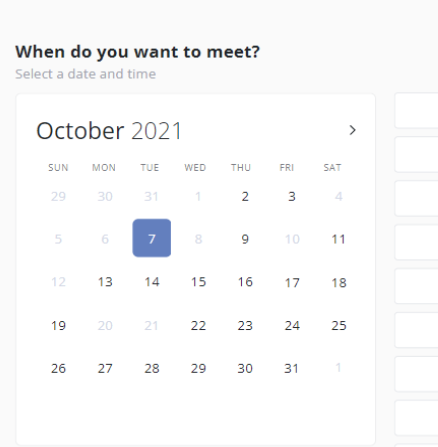 When do you want to meet?
Select a date and time
October 2021 >
SUN MON TUE WED THU FRI SAT
29 30 31 1 2 3 4
5 6 7 8 9 10 11
12 13 14 15 16 17 18
19 20 21 22 23 24 25
26 27 28 29 30 31 1